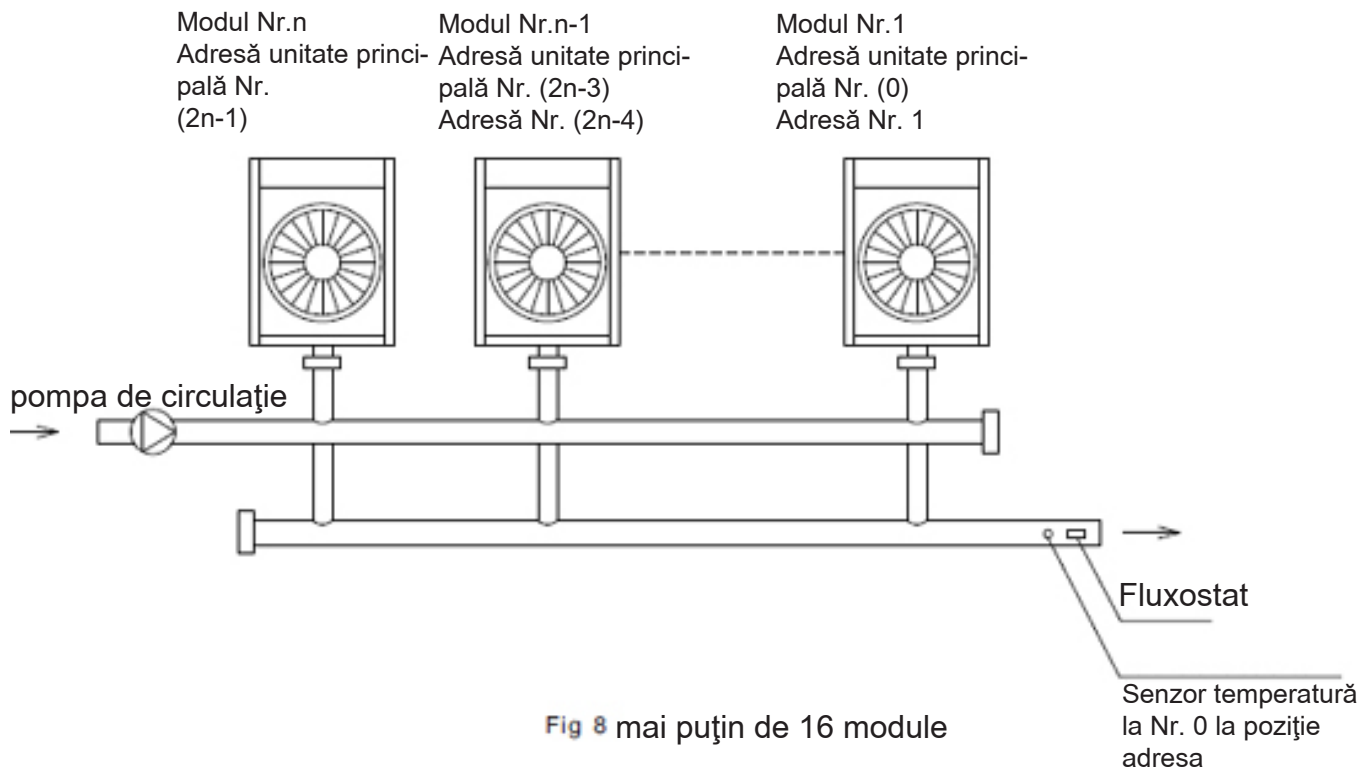 Modul Nr.n
Adresă unitate princi-
pală Nr.
(2n-1)
Modul Nr.n-1
Adresă unitate princi-
pală Nr. (2n-3)
Adresă Nr. (2n-4)
Modul Nr.1
Adresă unitate princi-
pală Nr. (0)
Adresă Nr. 1
pompa de circulaţie
Fluxostat
Senzor temperatură
la Nr. 0 la poziţie
adresa
Fig 8 mai puţin de 16 module